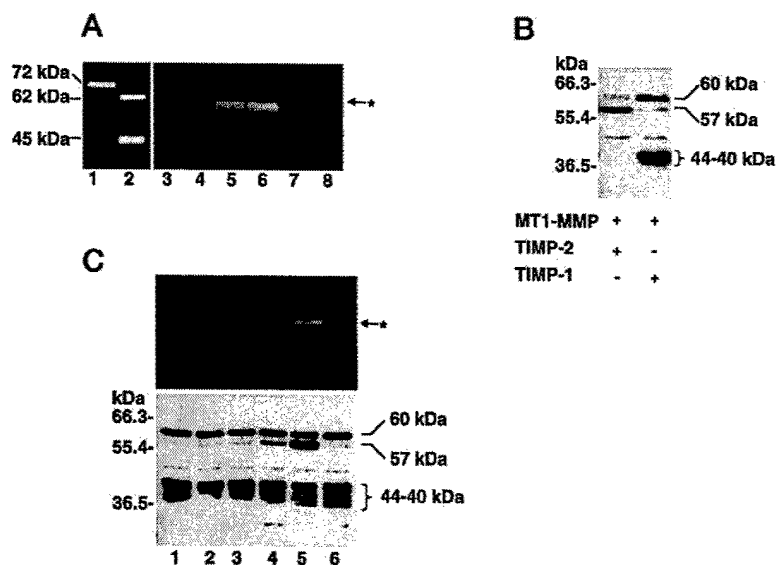 A
72 kDa
62 kDa
45 kDa
*
1 2 3 4 5 6 7 8
B
kDa
66.3-
55.4-
36.5-
60 kDa
57 kDa
44-40 kDa
MT1-MMP + +
TIMP-2 + -
TIMP-1 - +
C
*
kDa
66.3-
55.4-
36.5-
60 kDa
57 kDa
44-40 kDa
1 2 3 4 5 6